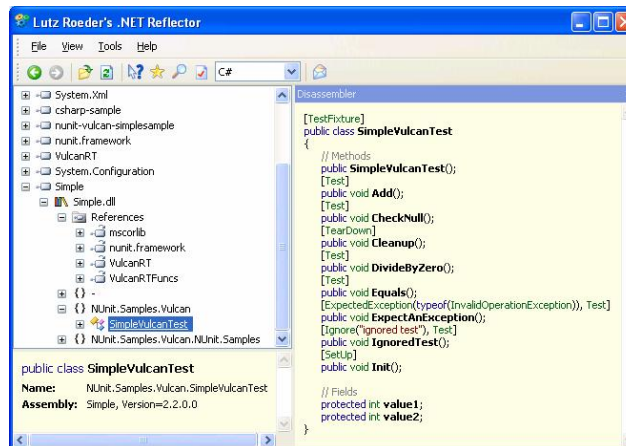 Lutz Roeder's .NET Reflector
File View Tools Help
C#
System.Xml
csharp-sample
nunit-vulcan-simplesample
nunit.framework
VulcanRT
System.Configuration
Simple
Simple.dll
References
mscorlib
nunit.framework
VulcanRT
VulcanRTFuncs
{} -
{} NUnit.Samples.Vulcan
SimpleVulcanTest
{} NUnit.Samples.Vulcan.NUnit.Samples
public class SimpleVulcanTest
Name: NUnit.Samples.Vulcan.SimpleVulcanTest
Assembly: Simple, Version=2.2.0.0
Disassembler
[TestFixture]
public class SimpleVulcanTest
{
// Methods
public SimpleVulcanTest();
[Test]
public void Add();
[Test]
public void CheckNull();
[TearDown]
public void Cleanup();
[Test]
public void DivideByZero();
[Test]
public void Equals();
[ExpectedException(typeof(InvalidOperationException)), Test]
public void ExpectAnException();
[Ignore("ignored test"), Test]
public void IgnoredTest();
[SetUp]
public void Init();
// Fields
protected int value1;
protected int value2;
}